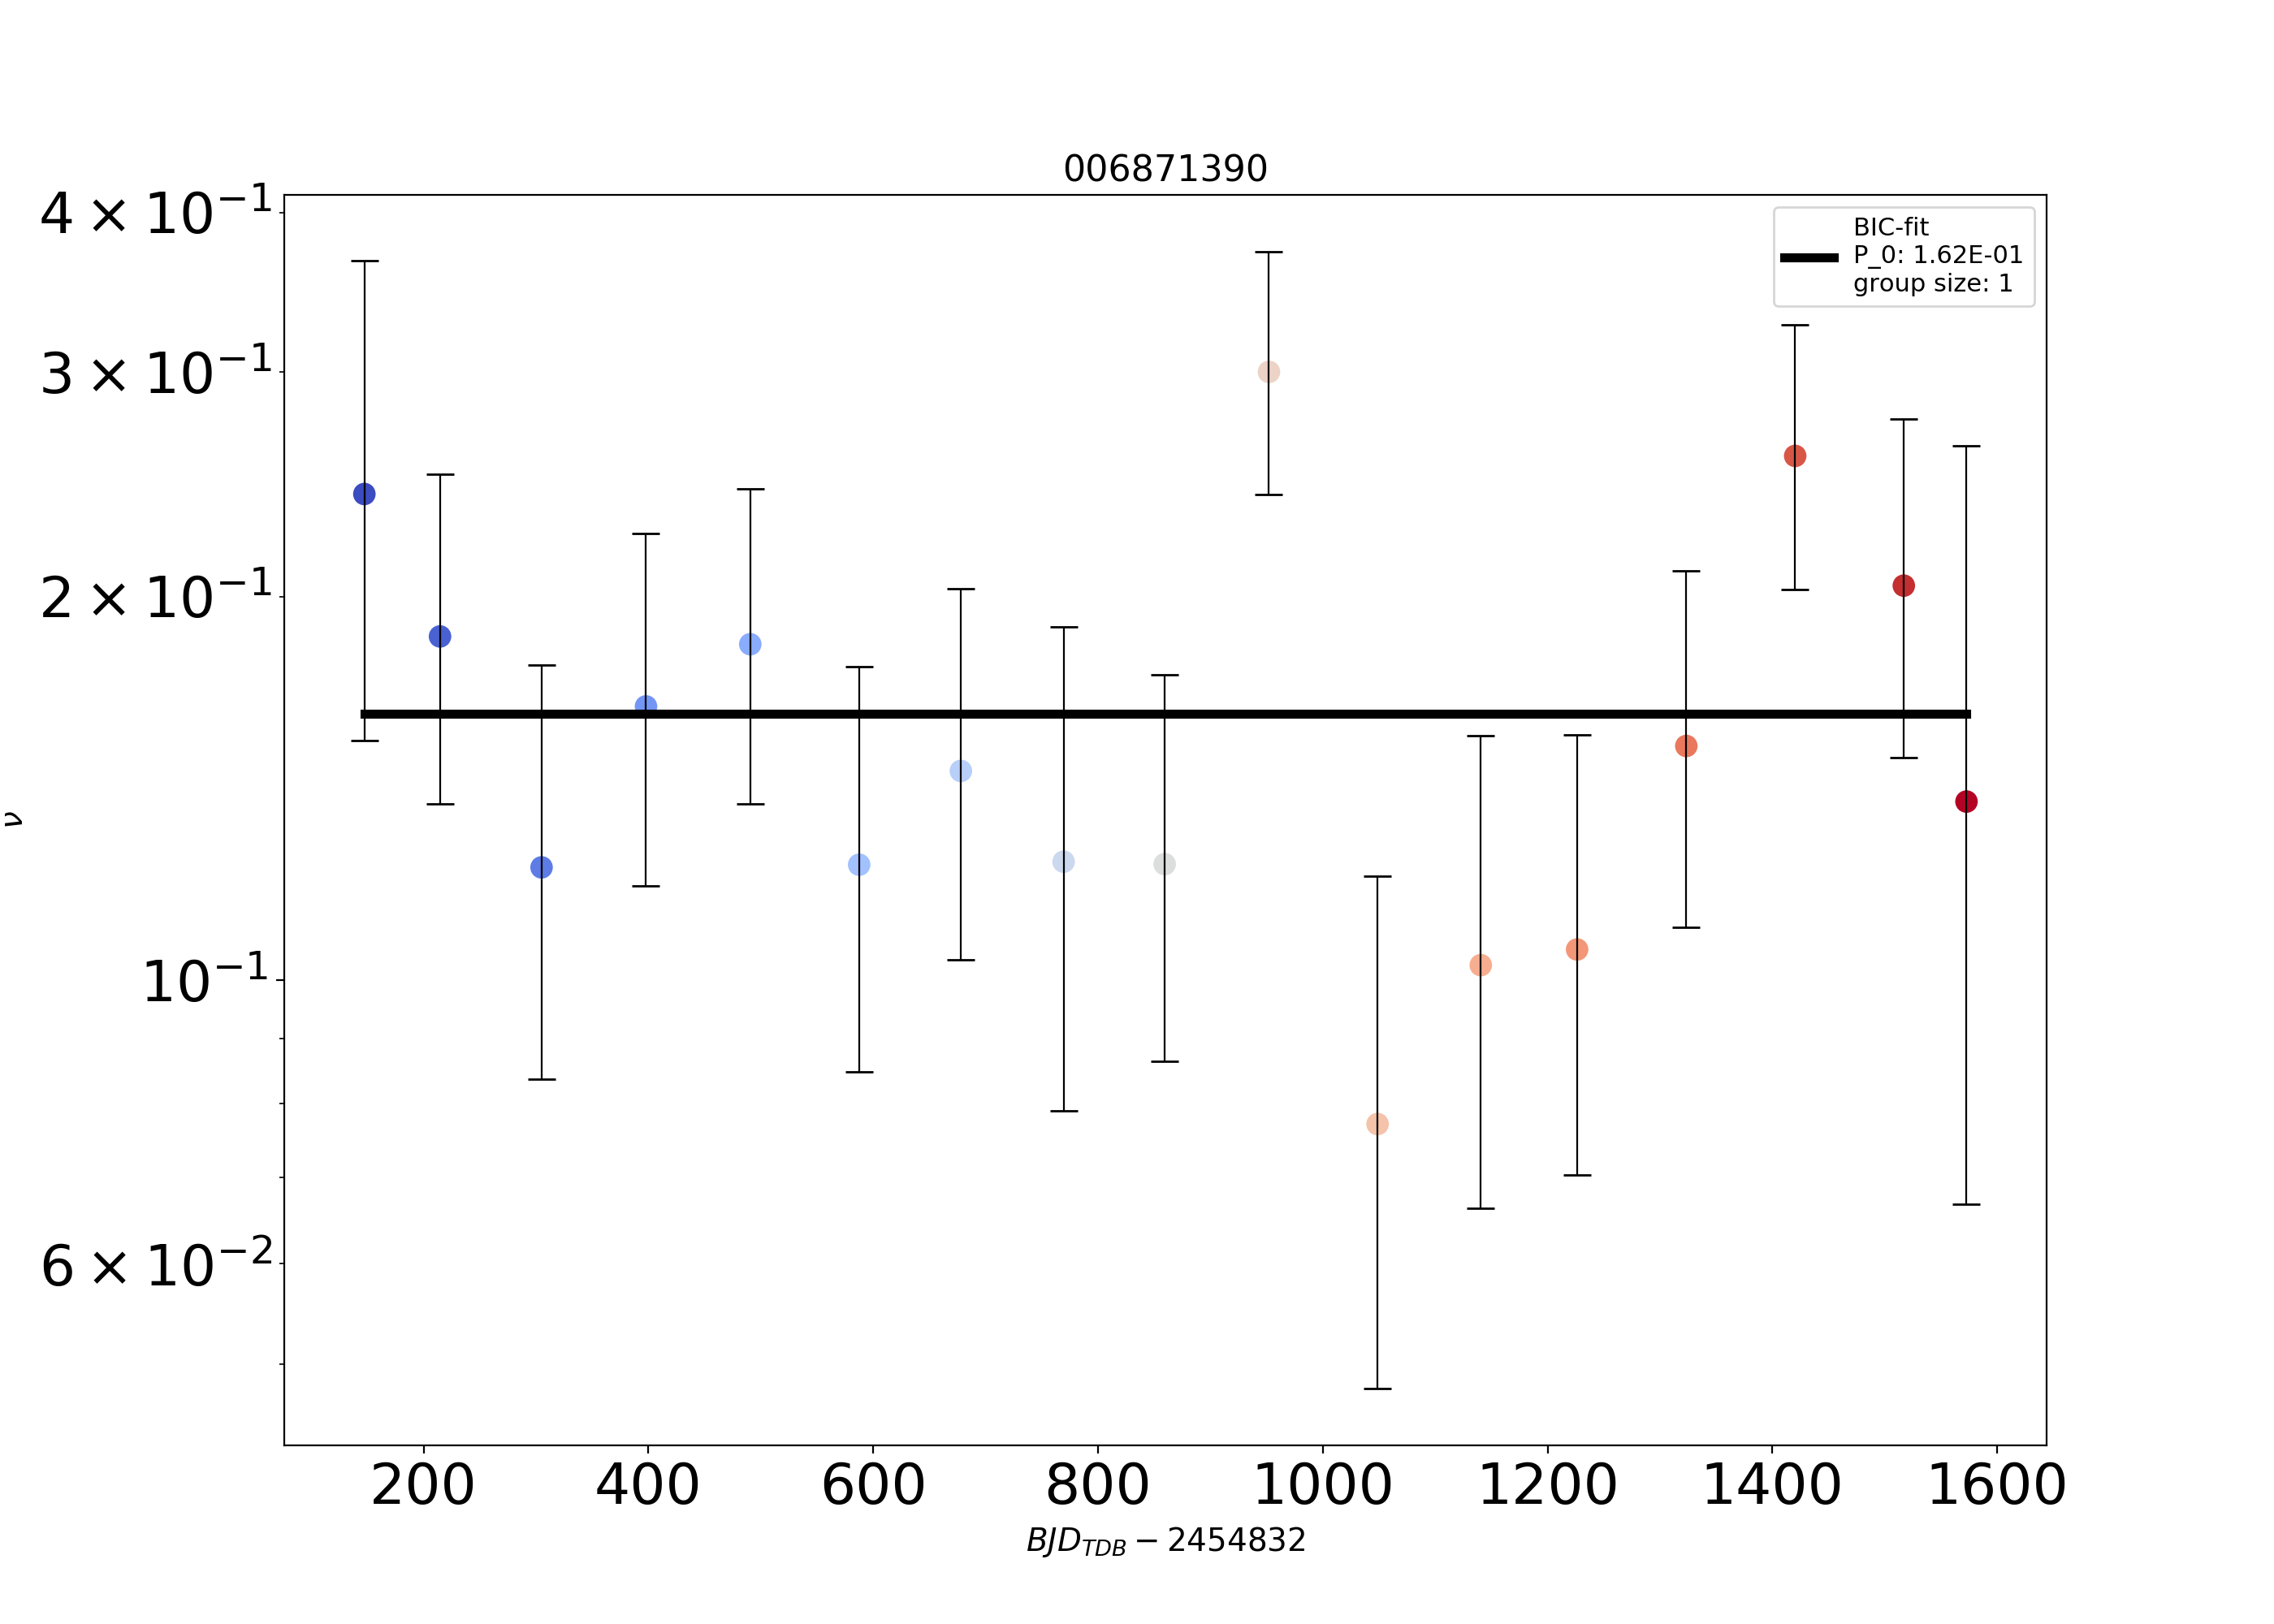 006871390
4 × 10⁻¹
3 × 10⁻¹
2 × 10⁻¹
10⁻¹
6 × 10⁻²
ν
BIC-fit
P_0: 1.62E-01
group size: 1
200 400 600 800 1000 1200 1400 1600
BJD_TDB − 2454832